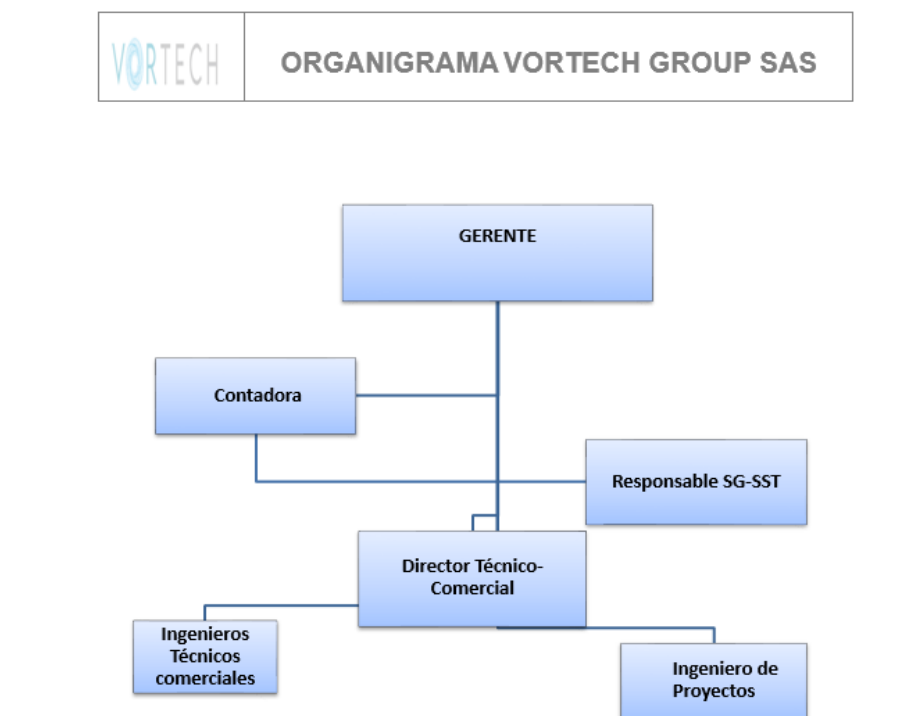 VORTECH
ORGANIGRAMA VORTECH GROUP SAS
GERENTE
Contadora
Responsable SG-SST
Director Técnico-
Comercial
Ingenieros
Técnicos
comerciales
Ingeniero de
Proyectos